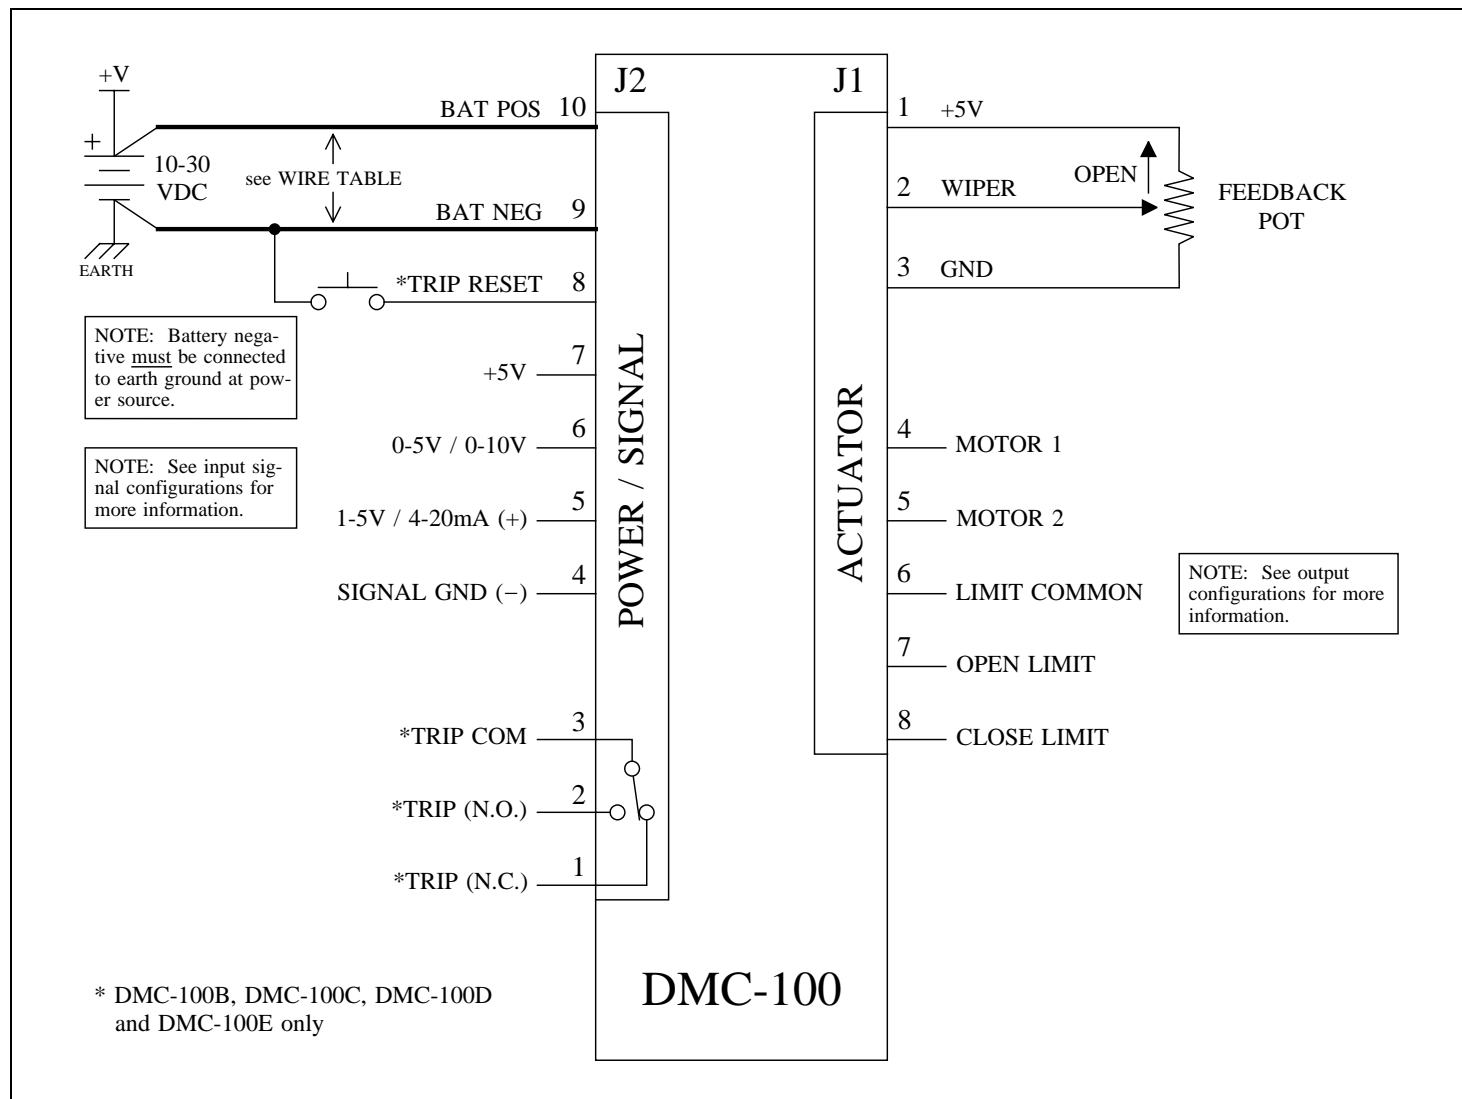 J2
J1
+V
+
10-30
VDC
EARTH
see WIRE TABLE
BAT POS 10
BAT NEG 9
*TRIP RESET 8
NOTE: Battery nega-
tive must be connected
to earth ground at pow-
er source.
NOTE: See input sig-
nal configurations for
more information.
+5V 7
0-5V / 0-10V 6
1-5V / 4-20mA (+) 5
SIGNAL GND (−) 4
*TRIP COM 3
*TRIP (N.O.) 2
*TRIP (N.C.) 1
POWER / SIGNAL
ACTUATOR
1 +5V
2 WIPER
3 GND
OPEN
FEEDBACK
POT
4 MOTOR 1
5 MOTOR 2
6 LIMIT COMMON
7 OPEN LIMIT
8 CLOSE LIMIT
NOTE: See output
configurations for more
information.
DMC-100
* DMC-100B, DMC-100C, DMC-100D
and DMC-100E only